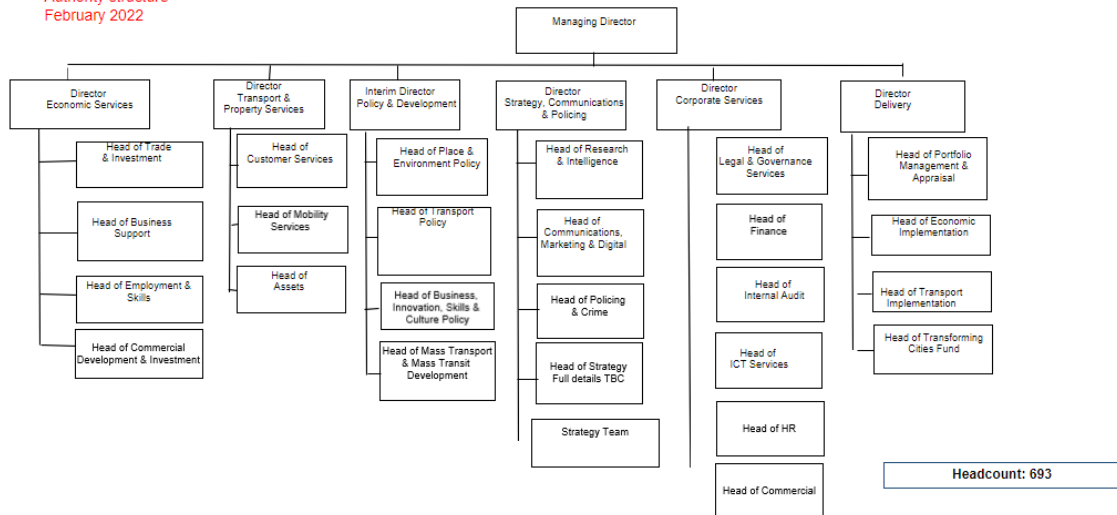 Authority structure
February 2022
Managing Director
Director
Economic Services
Head of Trade
& Investment
Head of Business
Support
Head of Employment &
Skills
Head of Commercial
Development & Investment
Director
Transport &
Property Services
Head of
Customer Services
Head of Mobility
Services
Head of
Assets
Interim Director
Policy & Development
Head of Place &
Environment Policy
Head of Transport
Policy
Head of Business,
Innovation, Skills &
Culture Policy
Head of Mass Transport
& Mass Transit
Development
Director
Strategy, Communications
& Policing
Head of Research
& Intelligence
Head of
Communications,
Marketing & Digital
Head of Policing
& Crime
Head of Strategy
Full details TBC
Strategy Team
Director
Corporate Services
Head of
Legal & Governance
Services
Head of
Finance
Head of
Internal Audit
Head of
ICT Services
Head of HR
Head of Commercial
Director
Delivery
Head of Portfolio
Management &
Appraisal
Head of Economic
Implementation
Head of Transport
Implementation
Head of Transforming
Cities Fund
Headcount: 693